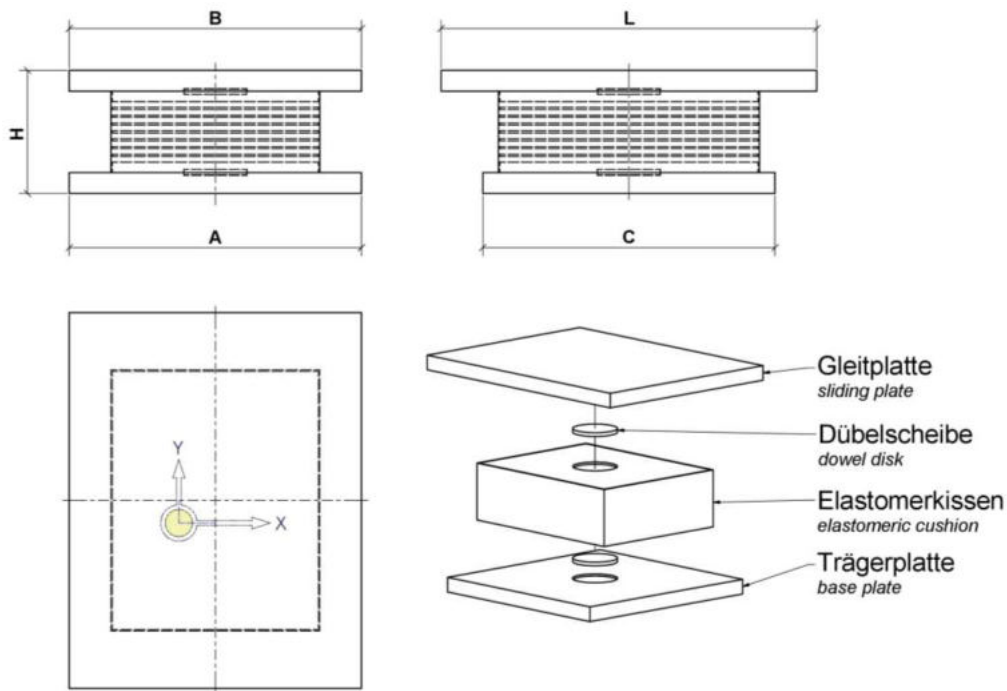 B
L
H
A
C
Y
X
Gleitplatte
sliding plate
Dübelscheibe
dowel disk
Elastomerkissen
elastomeric cushion
Trägerplatte
base plate